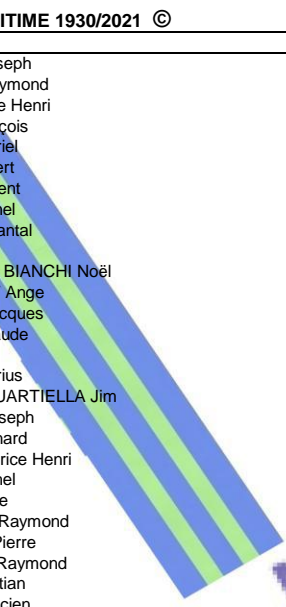 ITIME 1930/2021 ©
seph
ymond
e Henri
çois
riel
ert
ent
nel
antal
BIANCHI Noël
Ange
cques
ude
rius
UARTIELLA Jim
seph
nard
rice Henri
nel
e
Raymond
Pierre
Raymond
tian
cien